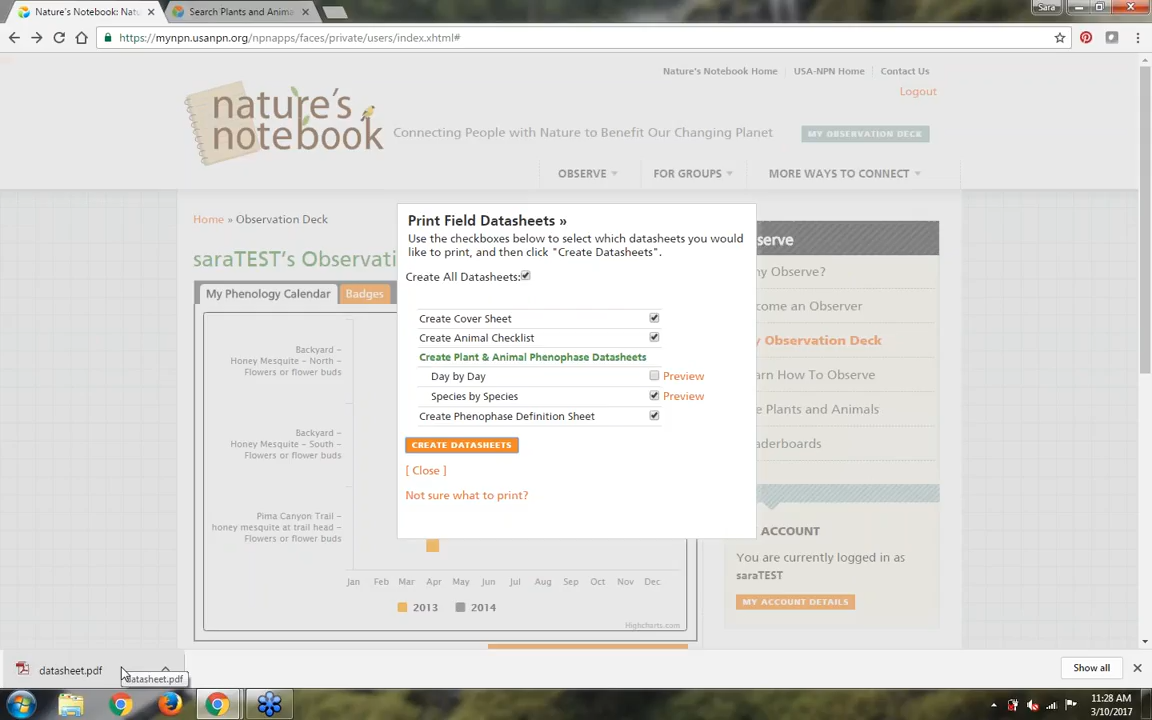 Nature's Notebook: Natu
Search Plants and Anima
Sara
https://mynpn.usanpn.org/npnapps/faces/private/users/index.xhtml#
Nature's Notebook Home
USA-NPN Home
Contact Us
Logout
nature's
notebook
Connecting People with Nature to Benefit Our Changing Planet
MY OBSERVATION DECK
OBSERVE
FOR GROUPS
MORE WAYS TO CONNECT
Home » Observation Deck
saraTEST's Observati
My Phenology Calendar
Badges
Backyard –
Honey Mesquite – North –
Flowers or flower buds
Backyard –
Honey Mesquite – South –
Flowers or flower buds
Pima Canyon Trail –
honey mesquite at trail head –
Flowers or flower buds
Jan Feb Mar Apr May Jun Jul Aug Sep Oct Nov Dec
2013 2014
Highcharts.com
Print Field Datasheets »
Use the checkboxes below to select which datasheets you would
like to print, and then click "Create Datasheets".
Create All Datasheets:
Create Cover Sheet
Create Animal Checklist
Create Plant & Animal Phenophase Datasheets
Day by Day Preview
Species by Species Preview
Create Phenophase Definition Sheet
CREATE DATASHEETS
[ Close ]
Not sure what to print?
serve
hy Observe?
come an Observer
y Observation Deck
arn How To Observe
e Plants and Animals
aderboards
ACCOUNT
You are currently logged in as
saraTEST
MY ACCOUNT DETAILS
datasheet.pdf
datasheet.pdf
Show all
11:28 AM
3/10/2017